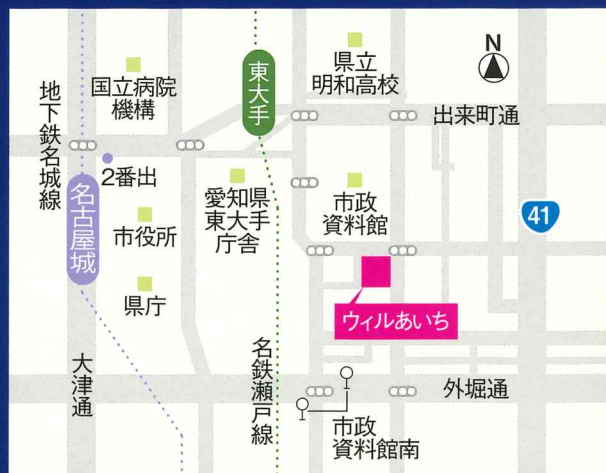 N
県立
明和高校
国立病院
機構
東大手
地下鉄名城線
出来町通
2番出
名古屋城
愛知県
東大手
庁舎
市政
資料館
41
市役所
県庁
ウィルあいち
大津通
名鉄瀬戸線
外堀通
市政
資料館南